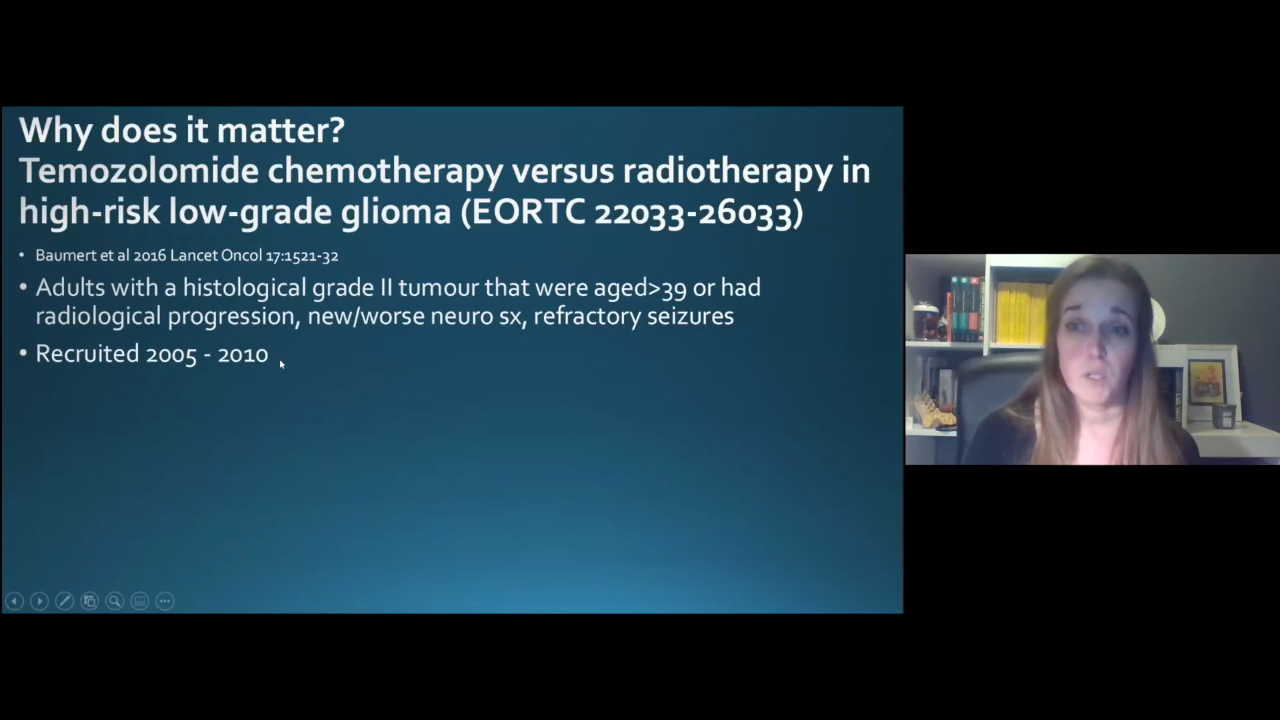 Why does it matter?
Temozolomide chemotherapy versus radiotherapy in
high-risk low-grade glioma (EORTC 22033-26033)
• Baumert et al 2016 Lancet Oncol 17:1521-32
• Adults with a histological grade II tumour that were aged>39 or had
radiological progression, new/worse neuro sx, refractory seizures
• Recruited 2005 - 2010